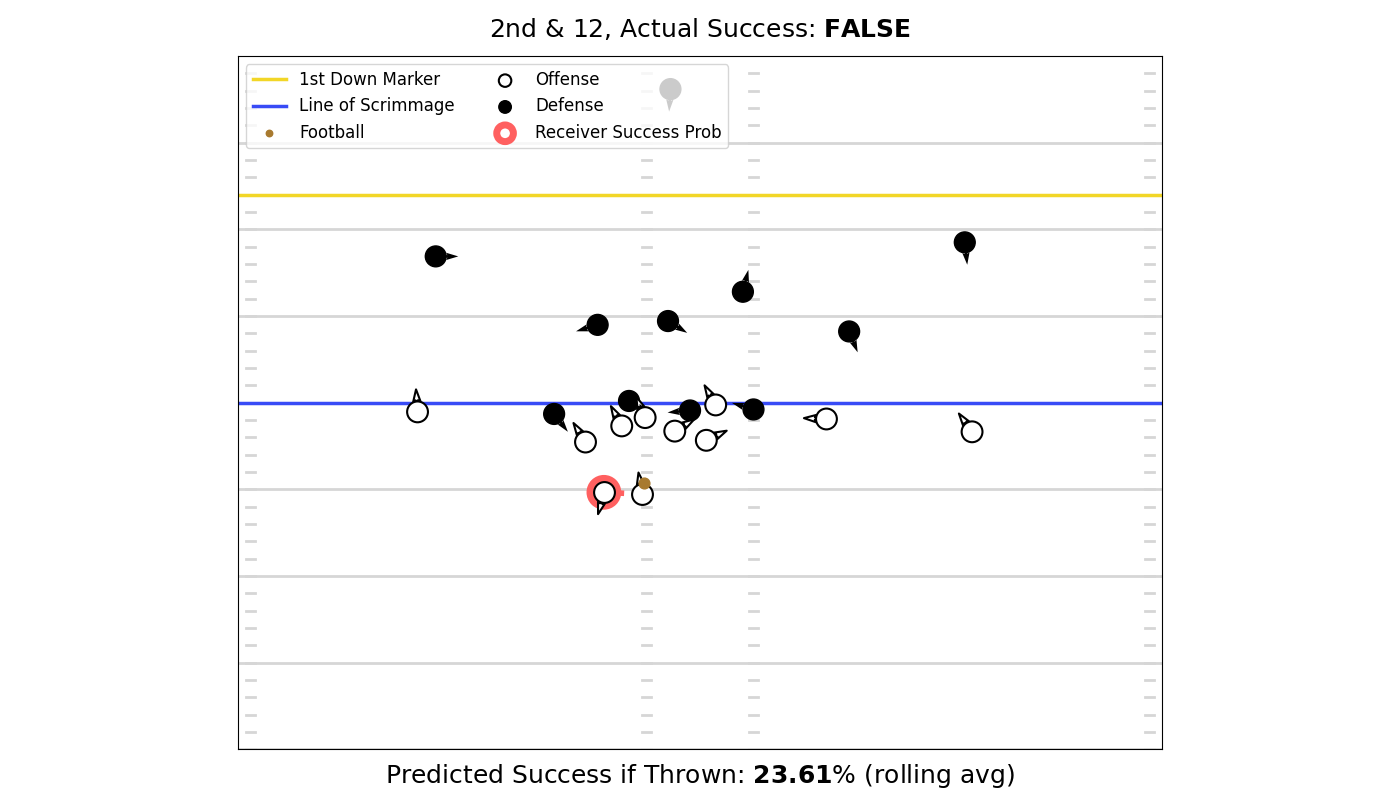 2nd & 12, Actual Success: FALSE
1st Down Marker
Line of Scrimmage
Football
Offense
Defense
Receiver Success Prob
Predicted Success if Thrown: 23.61% (rolling avg)